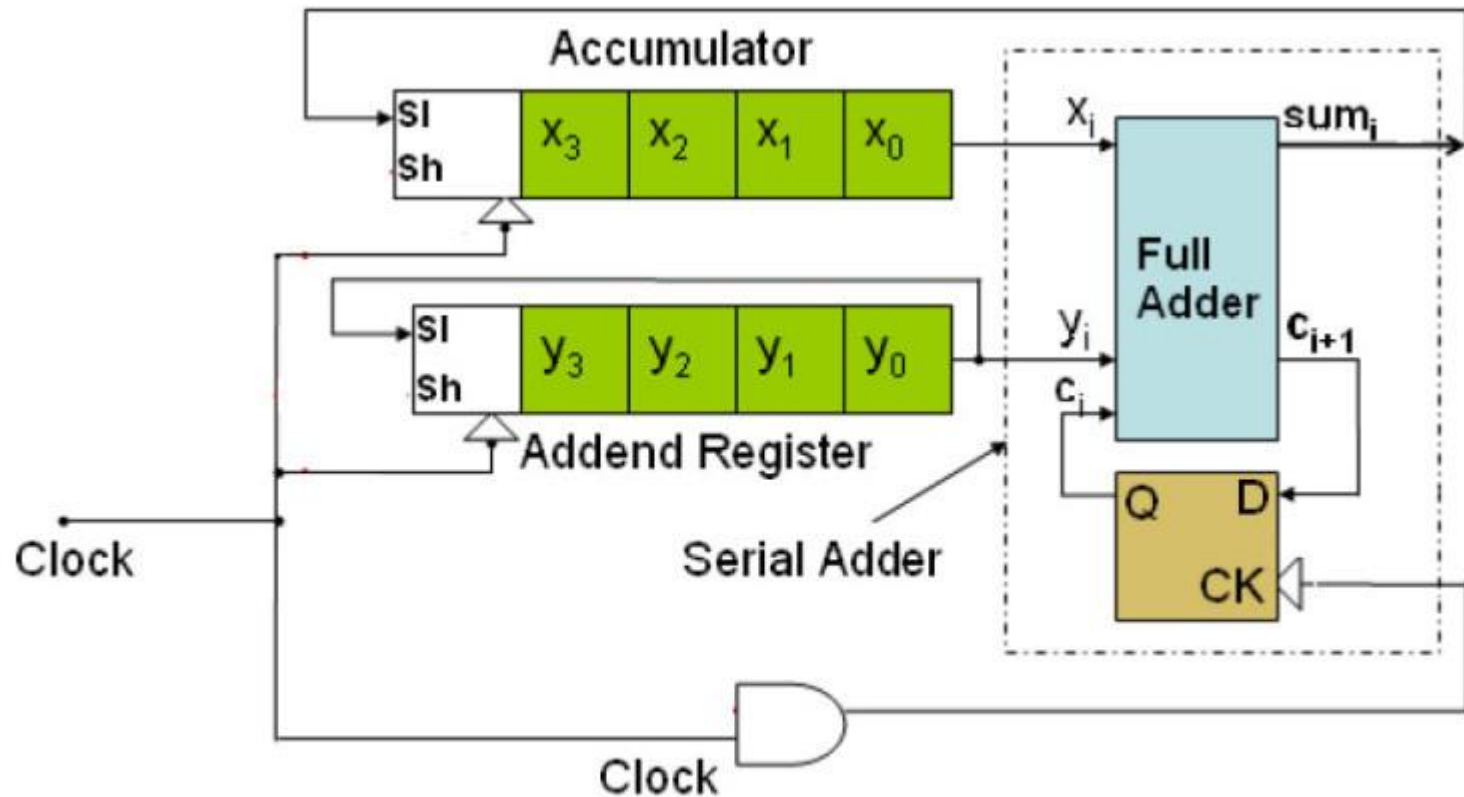 Accumulator
SI
Sh
x₃ x₂ x₁ x₀
xᵢ
sumᵢ
Full
Adder
SI
Sh
y₃ y₂ y₁ y₀
yᵢ
cᵢ
cᵢ₊₁
Addend Register
Q
D
CK
Serial Adder
Clock
Clock